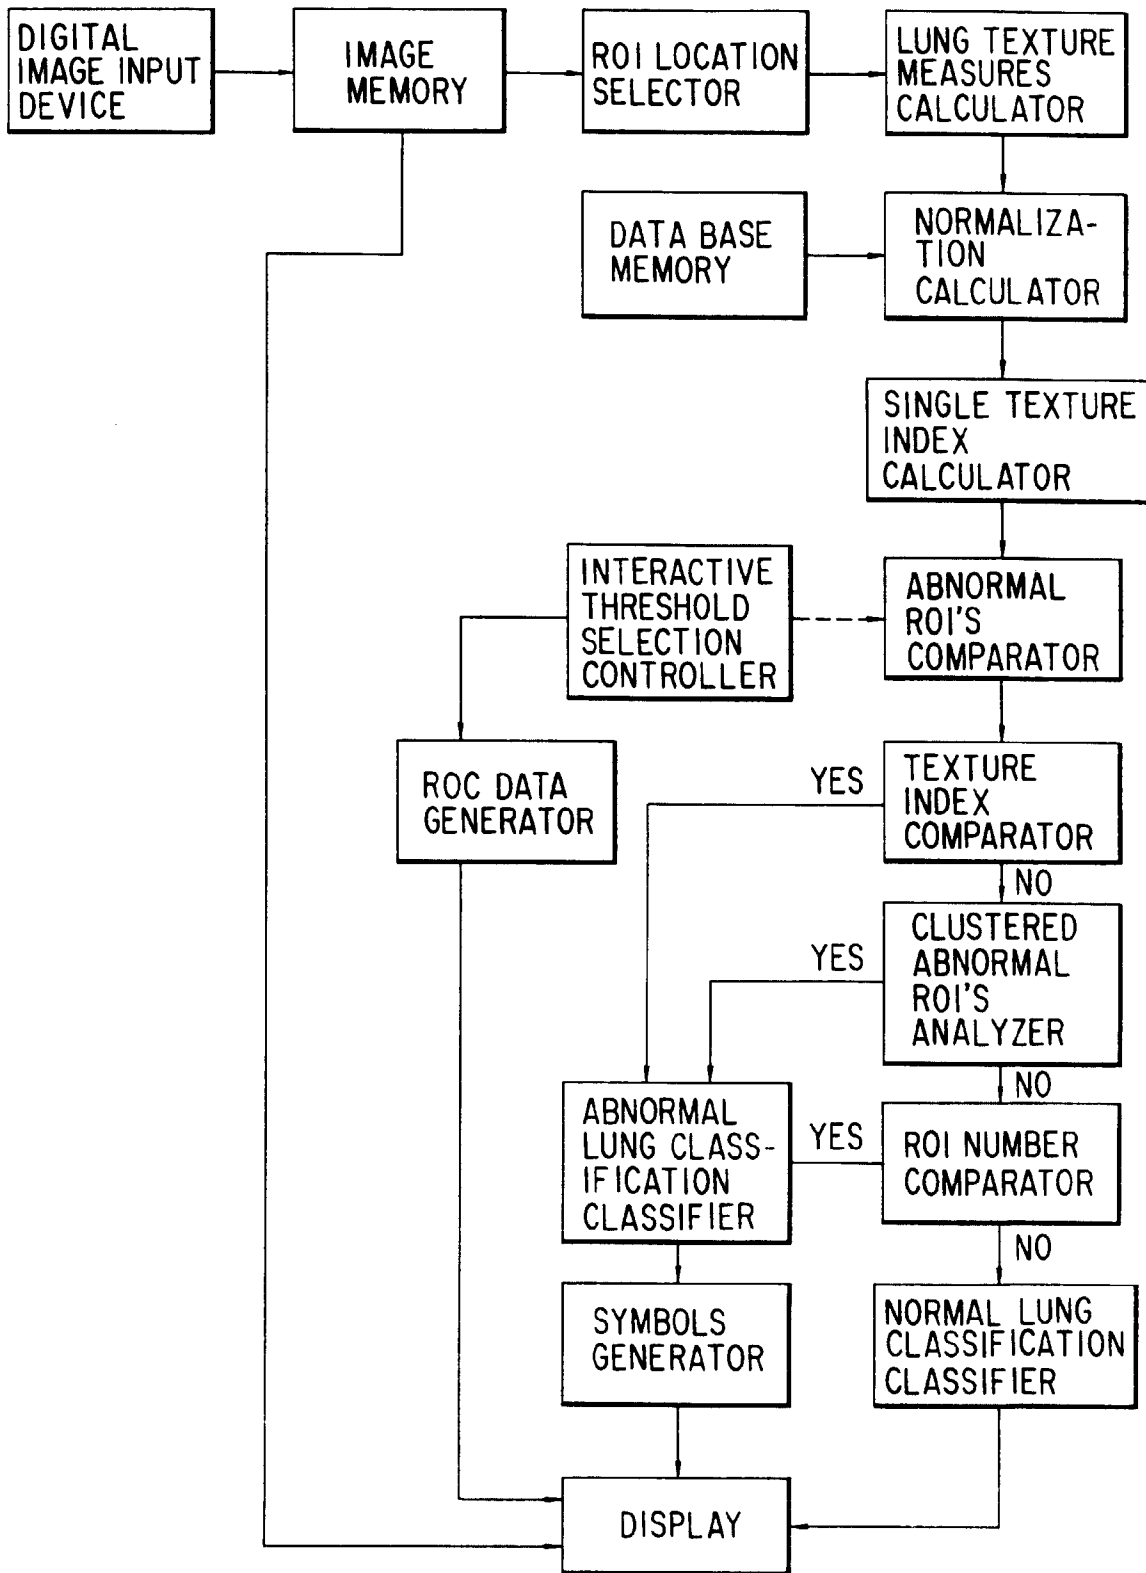 DIGITAL
IMAGE INPUT
DEVICE
IMAGE
MEMORY
ROI LOCATION
SELECTOR
LUNG TEXTURE
MEASURES
CALCULATOR
DATA BASE
MEMORY
NORMALIZA-
TION
CALCULATOR
SINGLE TEXTURE
INDEX
CALCULATOR
INTERACTIVE
THRESHOLD
SELECTION
CONTROLLER
ABNORMAL
ROI'S
COMPARATOR
ROC DATA
GENERATOR
YES
TEXTURE
INDEX
COMPARATOR
NO
YES
CLUSTERED
ABNORMAL
ROI'S
ANALYZER
NO
ABNORMAL
LUNG CLASS-
IFICATION
CLASSIFIER
YES
ROI NUMBER
COMPARATOR
NO
SYMBOLS
GENERATOR
NORMAL LUNG
CLASSIFICATION
CLASSIFIER
DISPLAY